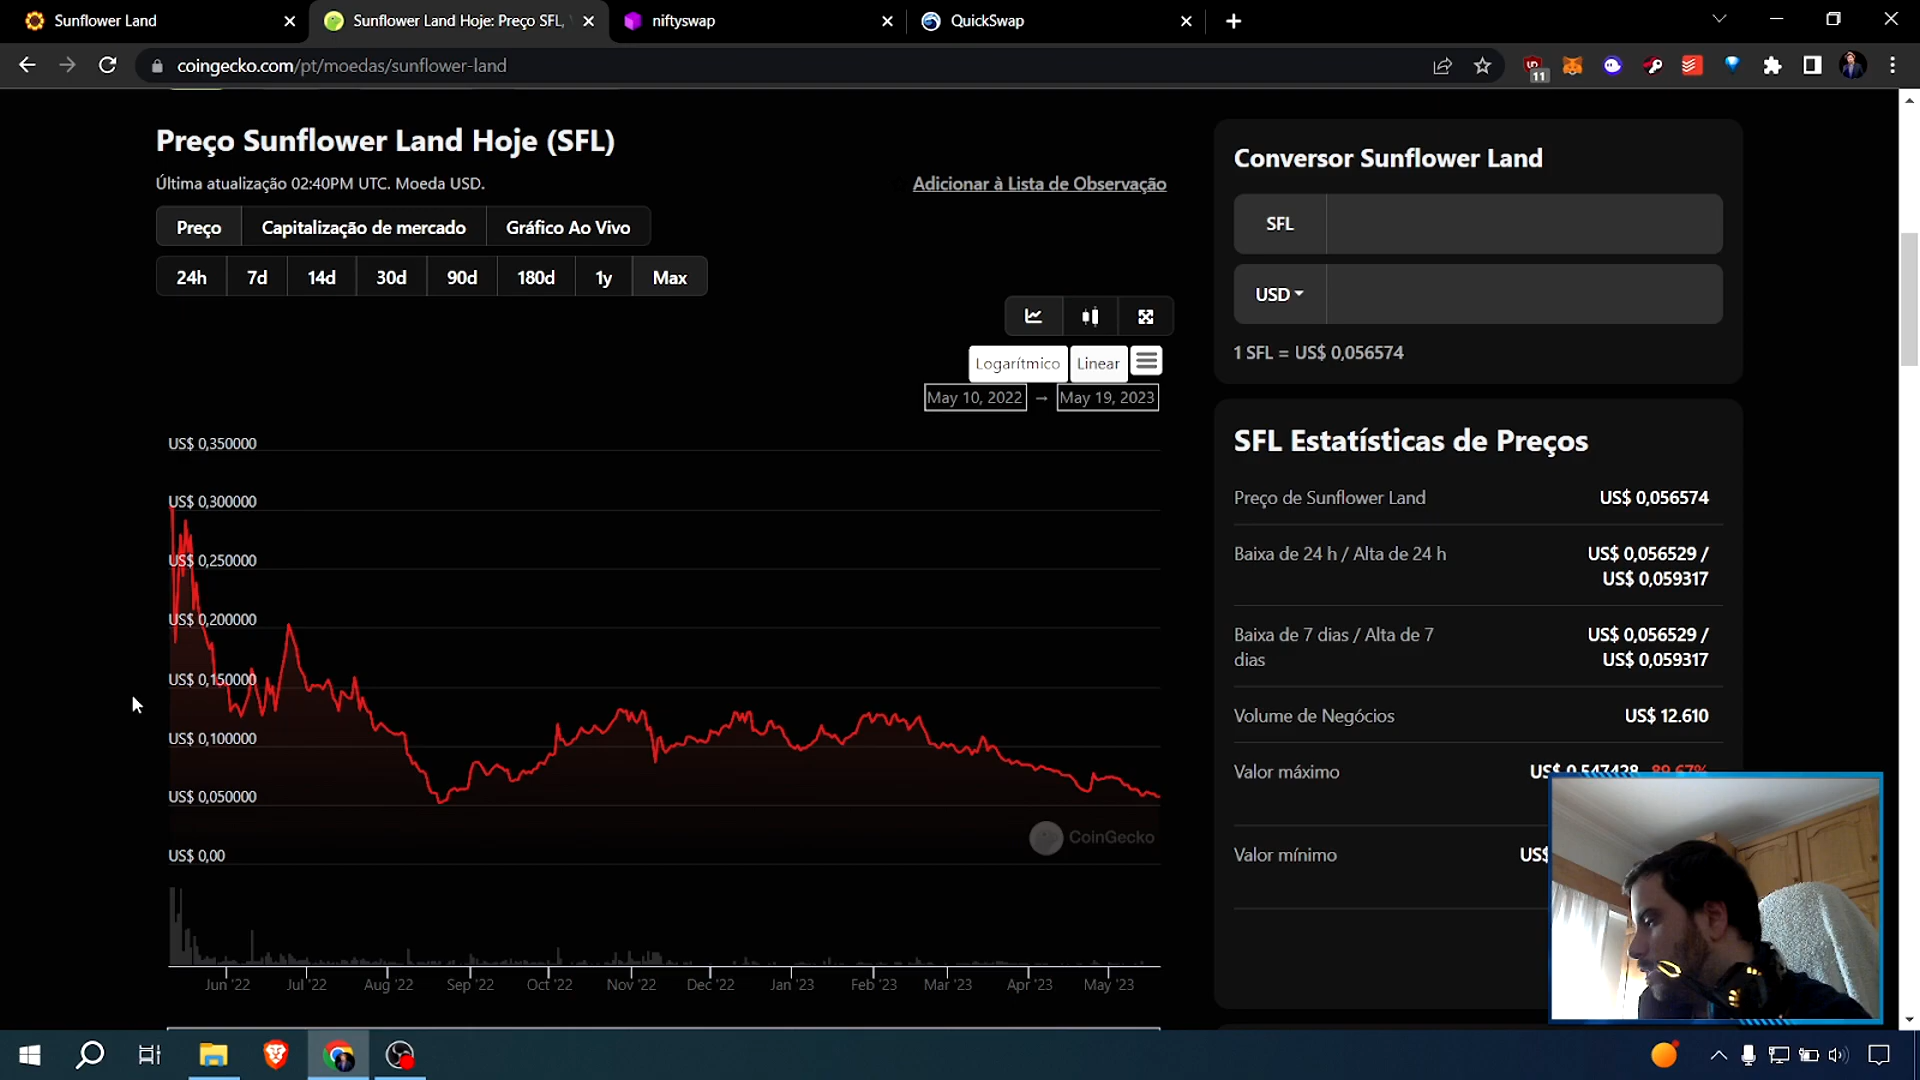 Sunflower Land
Sunflower Land Hoje: Preço SFL,
niftyswap
QuickSwap
coingecko.com/pt/moedas/sunflower-land
11
Preço Sunflower Land Hoje (SFL)
Última atualização 02:40PM UTC. Moeda USD.
Adicionar à Lista de Observação
Preço
Capitalização de mercado
Gráfico Ao Vivo
24h
7d
14d
30d
90d
180d
1y
Max
Logarítmico
Linear
May 10, 2022 → May 19, 2023
US$ 0,350000
US$ 0,300000
US$ 0,250000
US$ 0,200000
US$ 0,150000
US$ 0,100000
US$ 0,050000
US$ 0,00
CoinGecko
Jun '22
Jul '22
Aug '22
Sep '22
Oct '22
Nov '22
Dec '22
Jan '23
Feb '23
Mar '23
Apr '23
May '23
Conversor Sunflower Land
SFL
USD
1 SFL = US$ 0,056574
SFL Estatísticas de Preços
Preço de Sunflower Land
US$ 0,056574
Baixa de 24 h / Alta de 24 h
US$ 0,056529 /
US$ 0,059317
Baixa de 7 dias / Alta de 7
dias
US$ 0,056529 /
US$ 0,059317
Volume de Negócios
US$ 12.610
Valor máximo
US$ 0,547428 -89,67%
Valor mínimo
US$